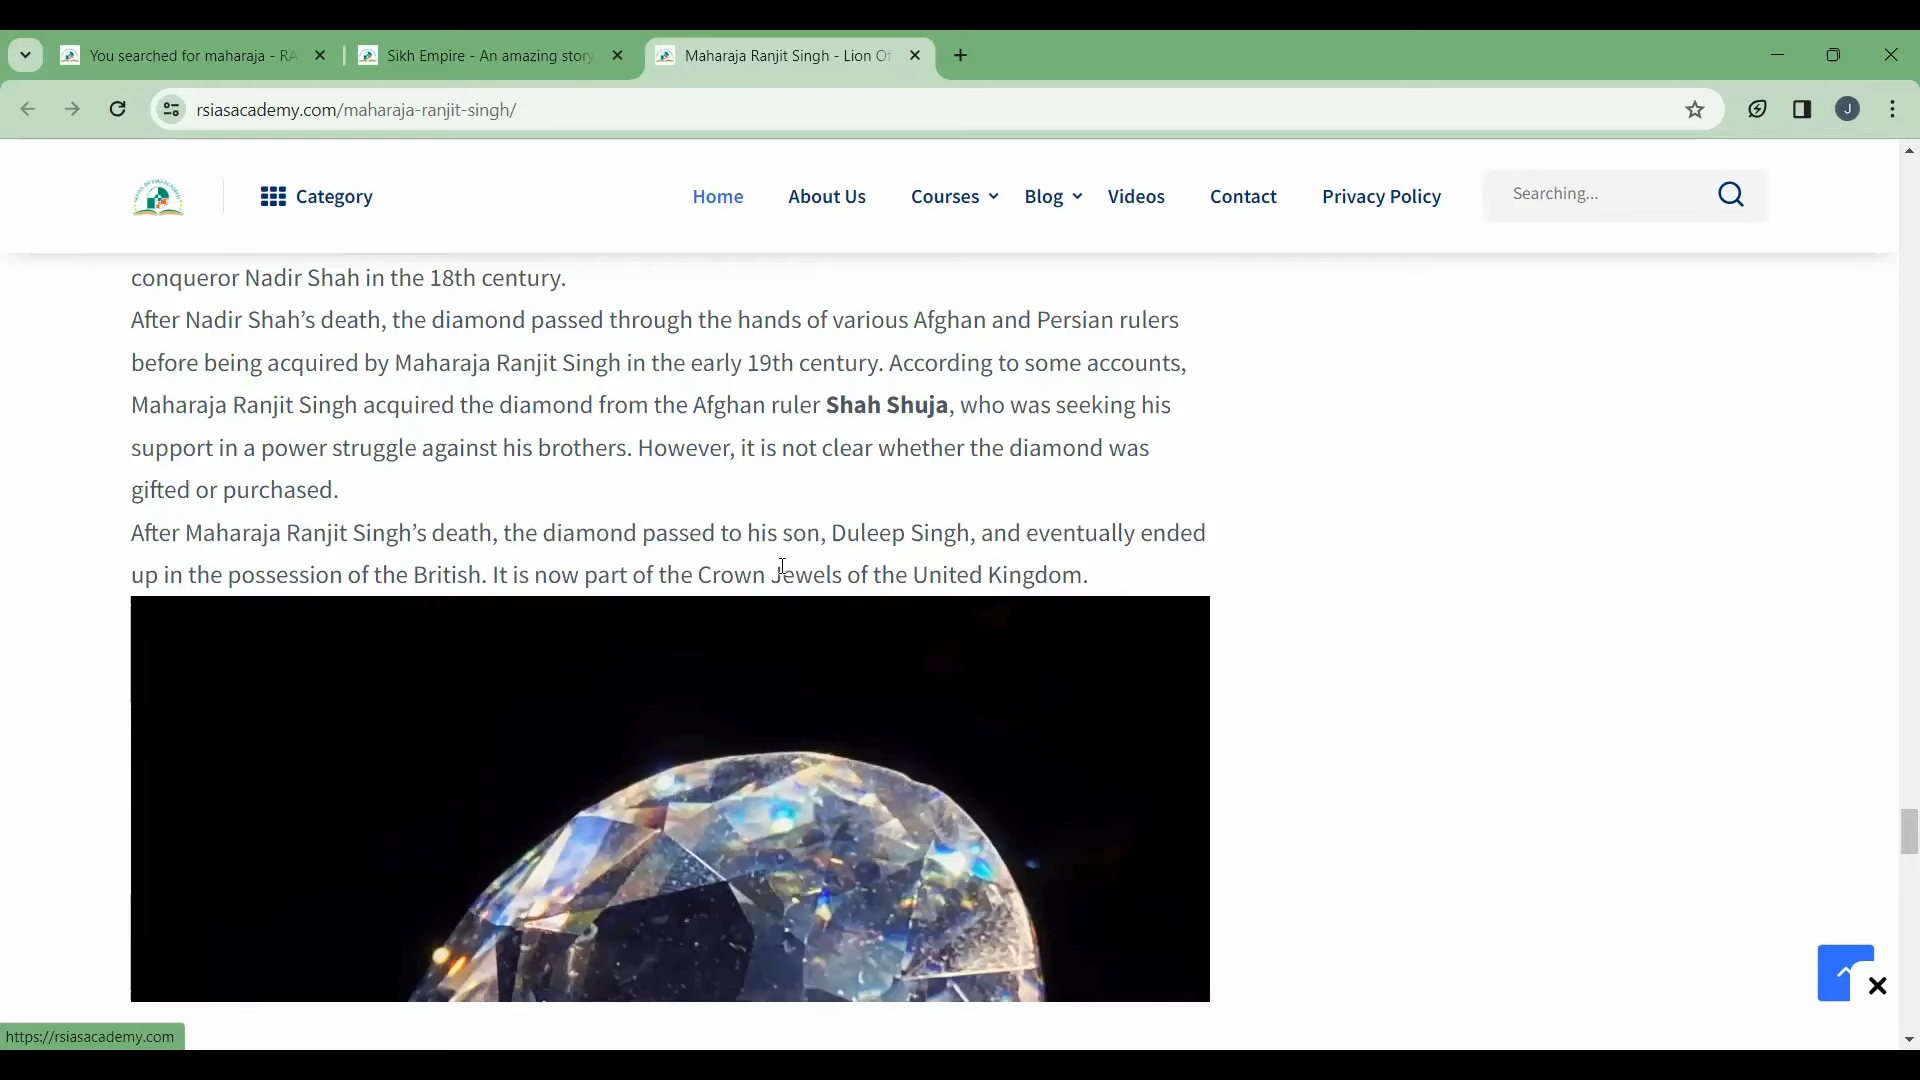 You searched for maharaja - RA
Sikh Empire - An amazing story
Maharaja Ranjit Singh - Lion Of
rsiasacademy.com/maharaja-ranjit-singh/
J
Category
Home
About Us
Courses
Blog
Videos
Contact
Privacy Policy
Searching...
conqueror Nadir Shah in the 18th century.
After Nadir Shah’s death, the diamond passed through the hands of various Afghan and Persian rulers
before being acquired by Maharaja Ranjit Singh in the early 19th century. According to some accounts,
Maharaja Ranjit Singh acquired the diamond from the Afghan ruler Shah Shuja, who was seeking his
support in a power struggle against his brothers. However, it is not clear whether the diamond was
gifted or purchased.
After Maharaja Ranjit Singh’s death, the diamond passed to his son, Duleep Singh, and eventually ended
up in the possession of the British. It is now part of the Crown Jewels of the United Kingdom.
https://rsiasacademy.com